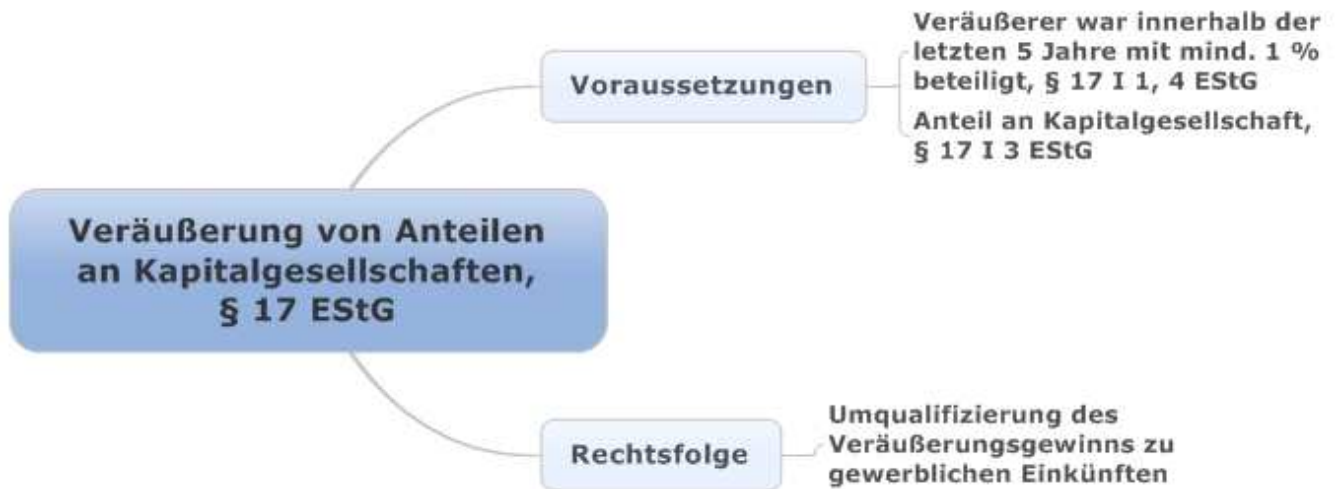 Veräußerung von Anteilen
an Kapitalgesellschaften,
§ 17 EStG
Voraussetzungen
Veräußerer war innerhalb der
letzten 5 Jahre mit mind. 1 %
beteiligt, § 17 I 1, 4 EStG
Anteil an Kapitalgesellschaft,
§ 17 I 3 EStG
Rechtsfolge
Umqualifizierung des
Veräußerungsgewinns zu
gewerblichen Einkünften